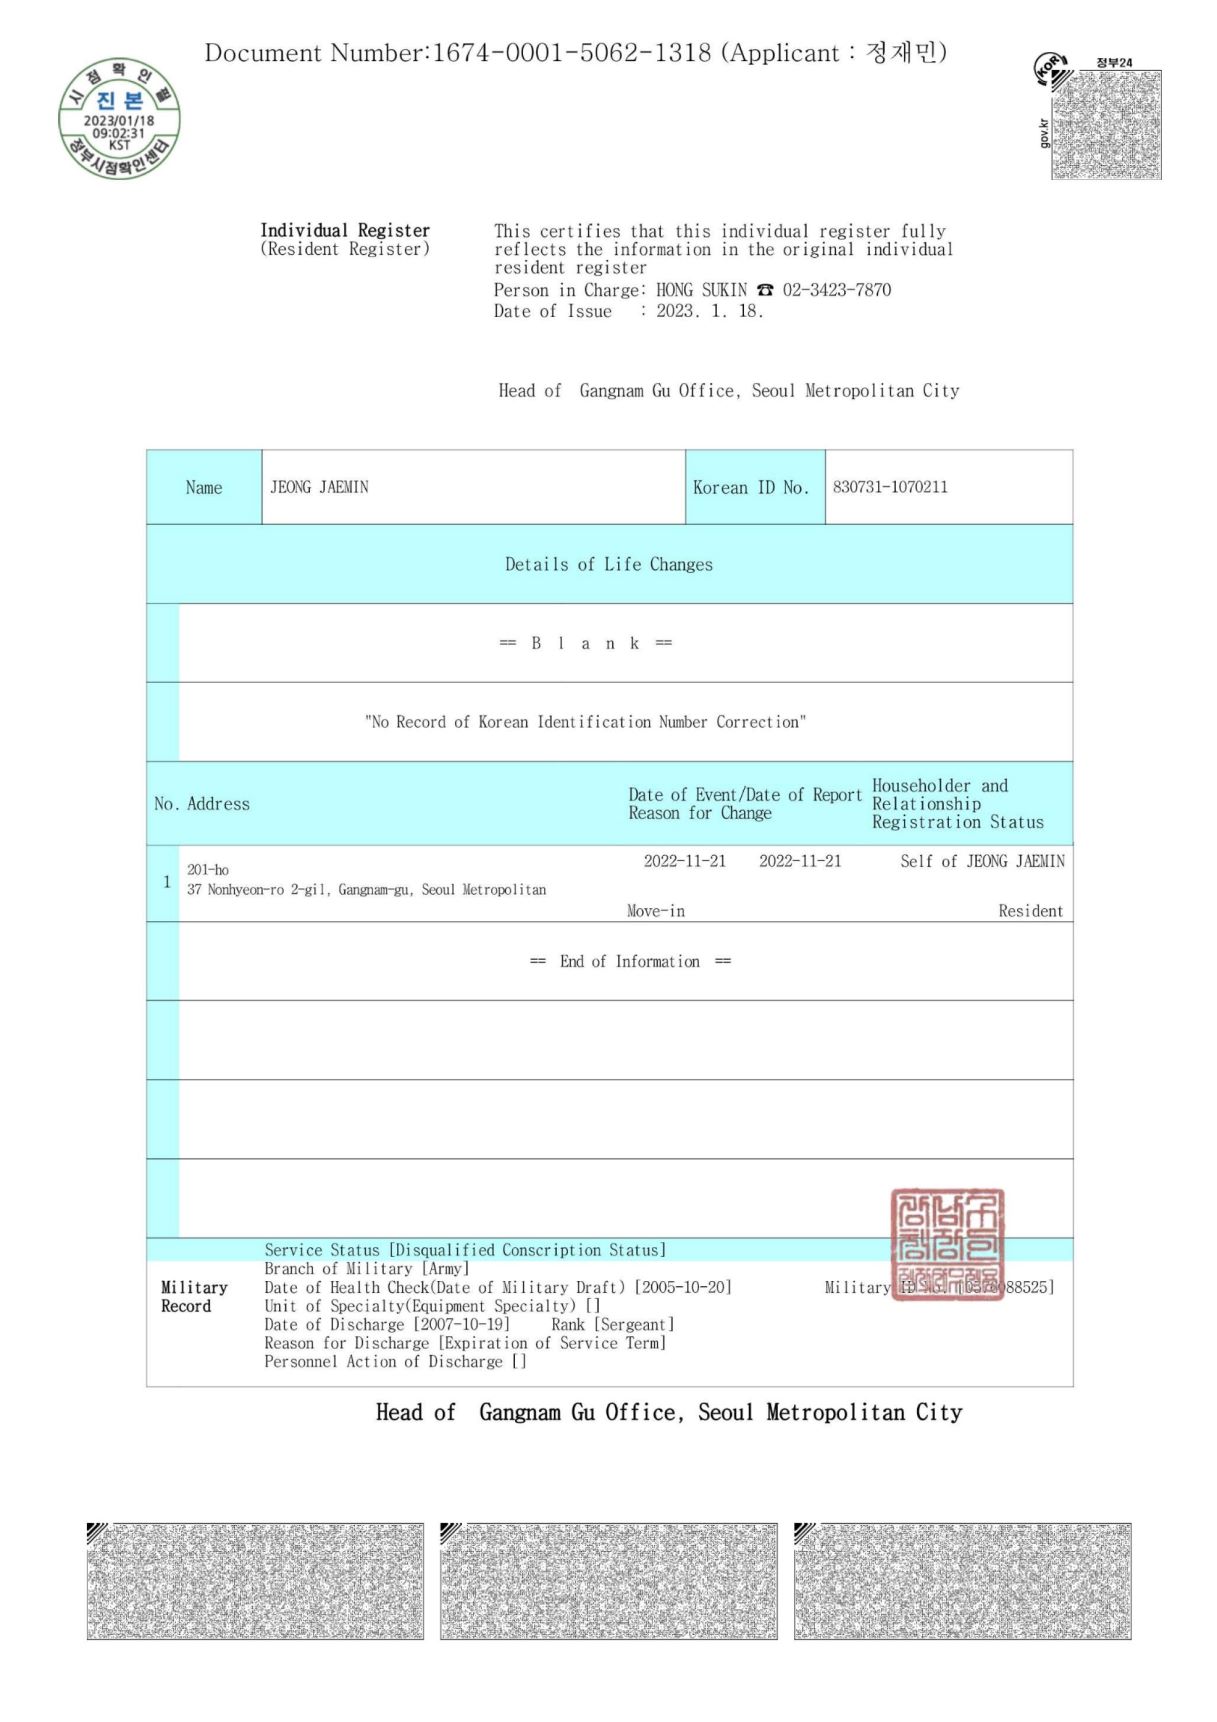 Document Number:1674-0001-5062-1318 (Applicant : 정재민)
시 점 확 인 필
진 본
2023/01/18
09:02:31
KST
정부시점확인센터
KOR
정부24
gov.kr
Individual Register
(Resident Register)
This certifies that this individual register fully
reflects the information in the original individual
resident register
Person in Charge: HONG SUKIN ☎ 02-3423-7870
Date of Issue : 2023. 1. 18.
Head of Gangnam Gu Office, Seoul Metropolitan City
Name JEONG JAEMIN Korean ID No. 830731-1070211
Details of Life Changes
== B l a n k ==
"No Record of Korean Identification Number Correction"
No. Address Date of Event/Date of Report Reason for Change Householder and Relationship Registration Status
1 201-ho 2022-11-21 2022-11-21 Self of JEONG JAEMIN
37 Nonhyeon-ro 2-gil, Gangnam-gu, Seoul Metropolitan
Move-in Resident
== End of Information ==
Military Record
Service Status [Disqualified Conscription Status]
Branch of Military [Army]
Date of Health Check(Date of Military Draft) [2005-10-20] Military ID No.
Unit of Specialty(Equipment Specialty) []
Date of Discharge [2007-10-19] Rank [Sergeant]
Reason for Discharge [Expiration of Service Term]
Personnel Action of Discharge []
Head of Gangnam Gu Office, Seoul Metropolitan City